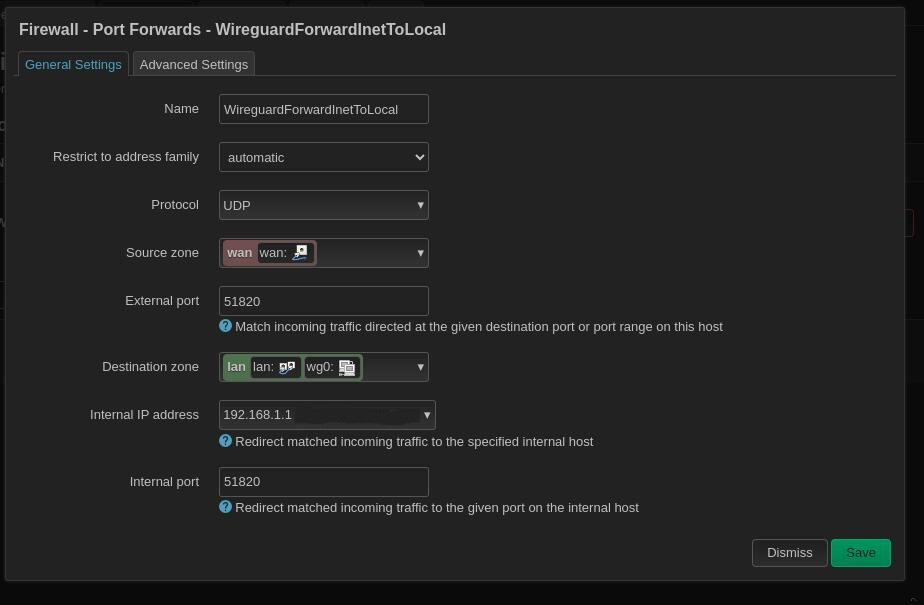 Firewall - Port Forwards - WireguardForwardInetToLocal
General Settings
Advanced Settings
Name
WireguardForwardInetToLocal
Restrict to address family
automatic
Protocol
UDP
Source zone
wan wan:
External port
51820
Match incoming traffic directed at the given destination port or port range on this host
Destination zone
lan lan: wg0:
Internal IP address
192.168.1.1
Redirect matched incoming traffic to the specified internal host
Internal port
51820
Redirect matched incoming traffic to the given port on the internal host
Dismiss
Save